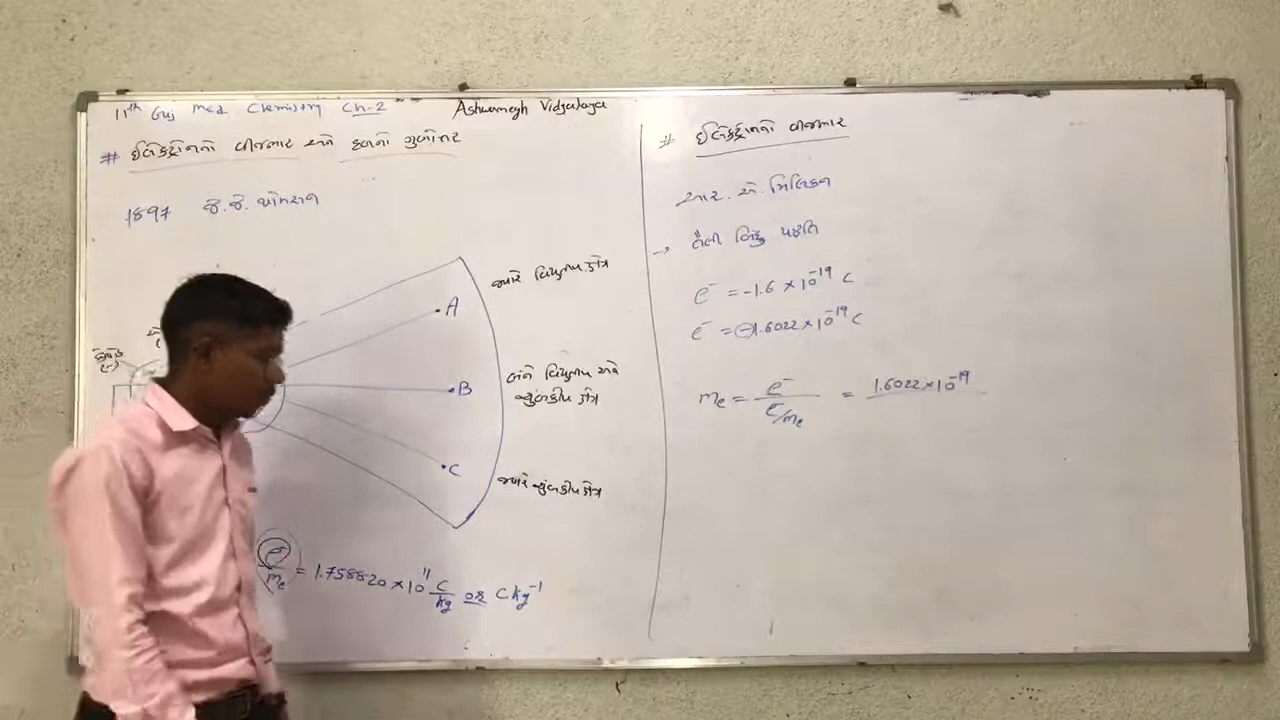 11th Guj Med Chemistry Ch-2 Ashwamegh Vidyalaya
# ઈલેક્ટ્રોનનો વીજભાર અને દળનો ગુણોત્તર
1897 જે. જે. થોમસન
જ્યારે વિદ્યુતીય ક્ષેત્ર
A
કેથોડ
(-)
બંને વિદ્યુતીય અને
ચુંબકીય ક્ષેત્ર
B
C
જ્યારે ચુંબકીય ક્ષેત્ર
e⁻/mₑ = 1.758820 × 10¹¹ C/kg or C kg⁻¹
# ઈલેક્ટ્રોનનો વીજભાર
આર. એ. મિલિકન
→ તેલ બિંદુ પદ્ધતિ
e⁻ = -1.6 × 10⁻¹⁹ C
e⁻ = -1.6022 × 10⁻¹⁹ C
mₑ = e⁻ / e/mₑ = 1.6022 × 10⁻¹⁹